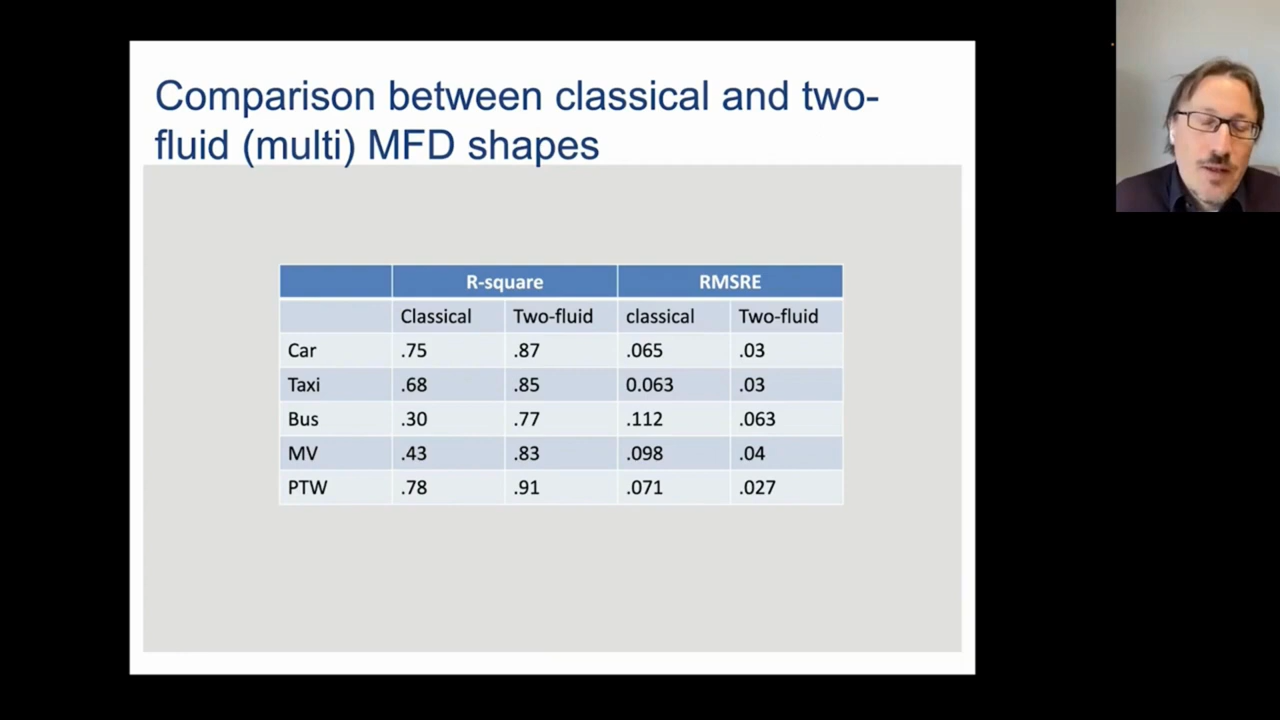 Comparison between classical and two-
fluid (multi) MFD shapes
R-square RMSRE
Classical Two-fluid classical Two-fluid
Car .75 .87 .065 .03
Taxi .68 .85 0.063 .03
Bus .30 .77 .112 .063
MV .43 .83 .098 .04
PTW .78 .91 .071 .027